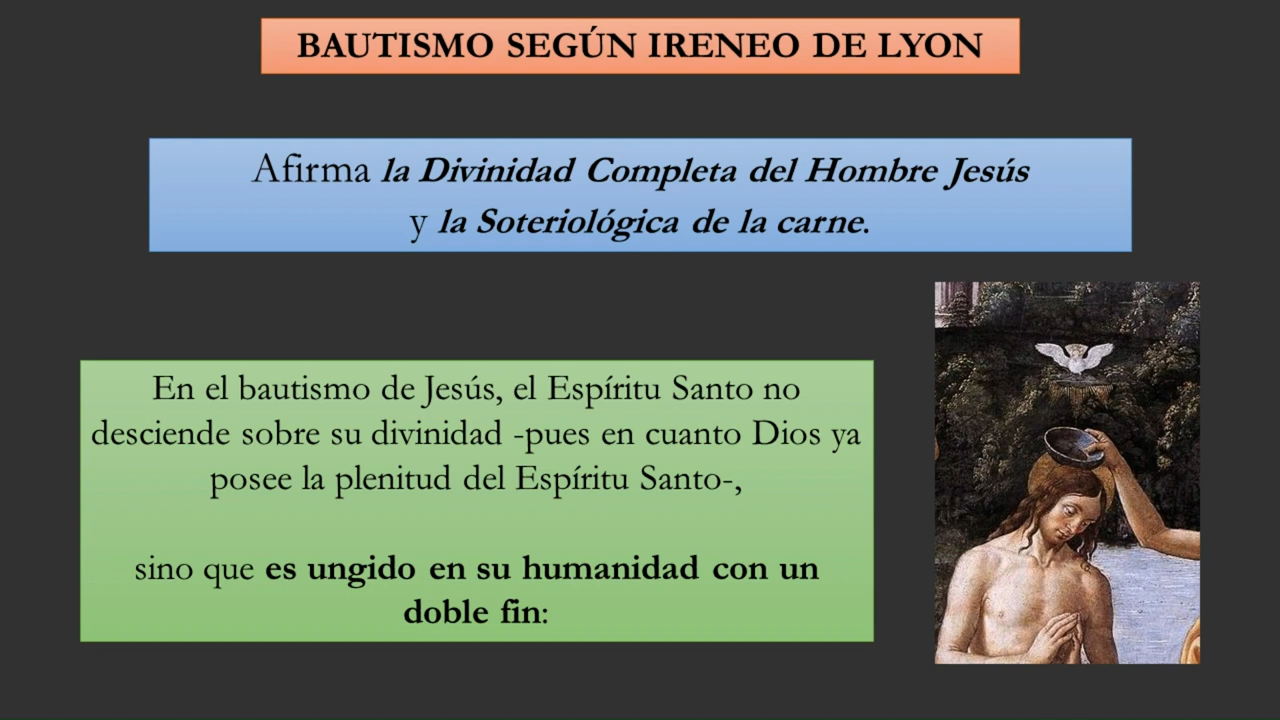 BAUTISMO SEGÚN IRENEO DE LYON
Afirma la Divinidad Completa del Hombre Jesús
y la Soteriológica de la carne.
En el bautismo de Jesús, el Espíritu Santo no
desciende sobre su divinidad -pues en cuanto Dios ya
posee la plenitud del Espíritu Santo-,
sino que es ungido en su humanidad con un
doble fin: